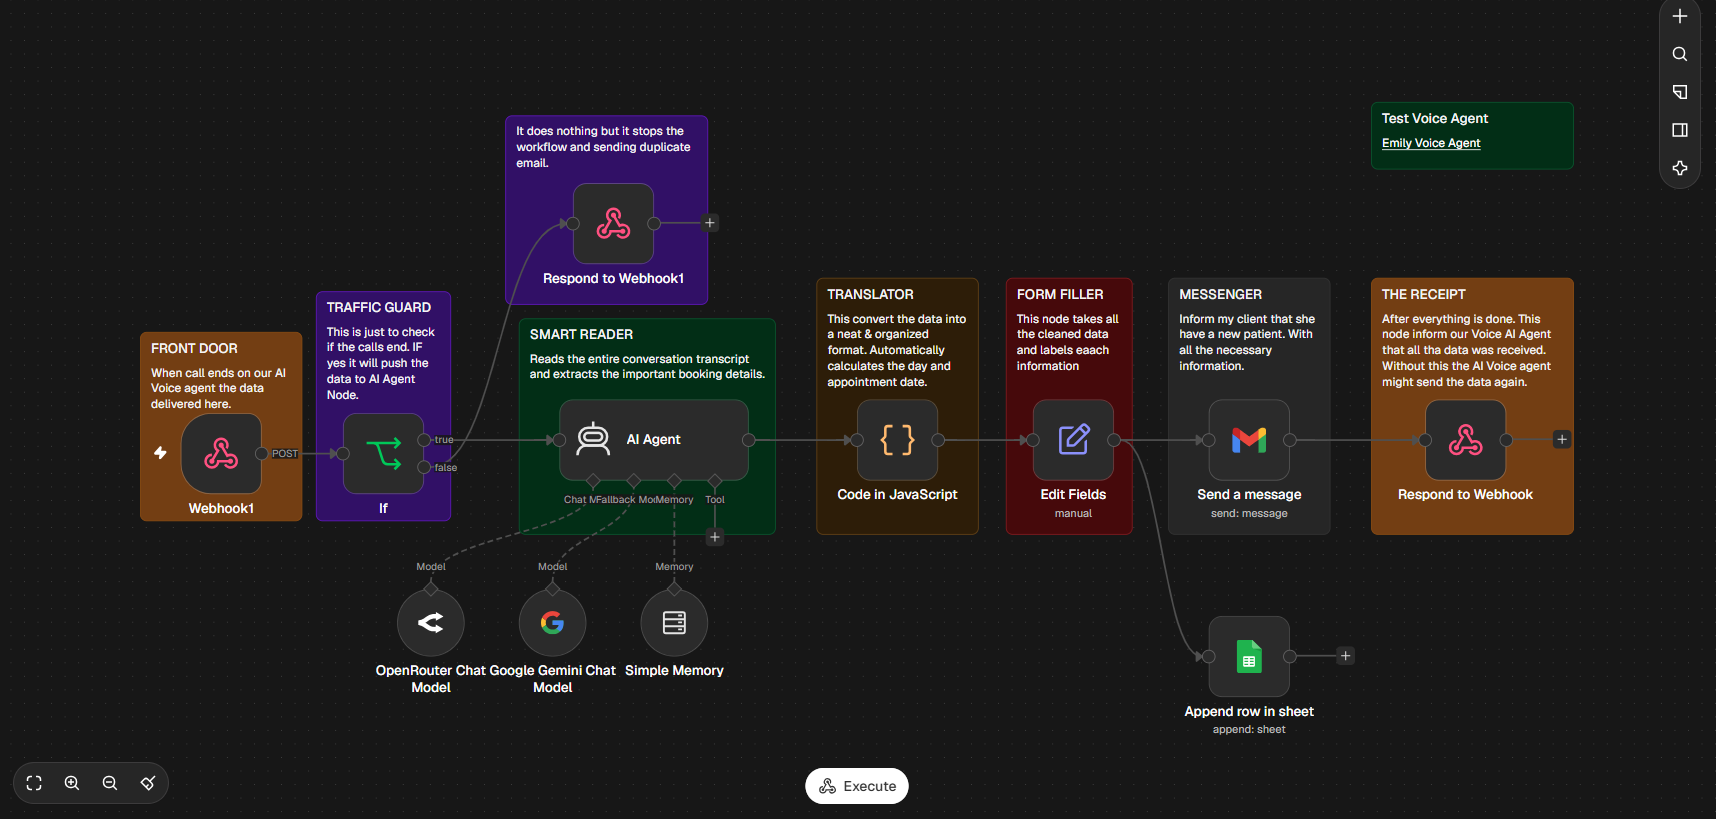 Test Voice Agent
Emily Voice Agent
It does nothing but it stops the
workflow and sending duplicate
email.
Respond to Webhook1
FRONT DOOR
When call ends on our AI
Voice agent the data
delivered here.
POST
Webhook1
TRAFFIC GUARD
This is just to check
if the calls end. IF
yes it will push the
data to AI Agent
Node.
true
false
If
SMART READER
Reads the entire conversation transcript
and extracts the important booking details.
AI Agent
Chat M
Fallback Mod
Memory
Tool
Model
Model
Memory
OpenRouter Chat
Model
Google Gemini Chat
Model
Simple Memory
TRANSLATOR
This convert the data into
a neat & organized
format. Automatically
calculates the day and
appointment date.
Code in JavaScript
FORM FILLER
This node takes all
the cleaned data
and labels eaach
information
Edit Fields
manual
MESSENGER
Inform my client that she
have a new patient. With
all the necessary
information.
Send a message
send: message
THE RECEIPT
After everything is done. This
node inform our Voice AI Agent
that all tha data was received.
Without this the AI Voice agent
might send the data again.
Respond to Webhook
Append row in sheet
append: sheet
Execute